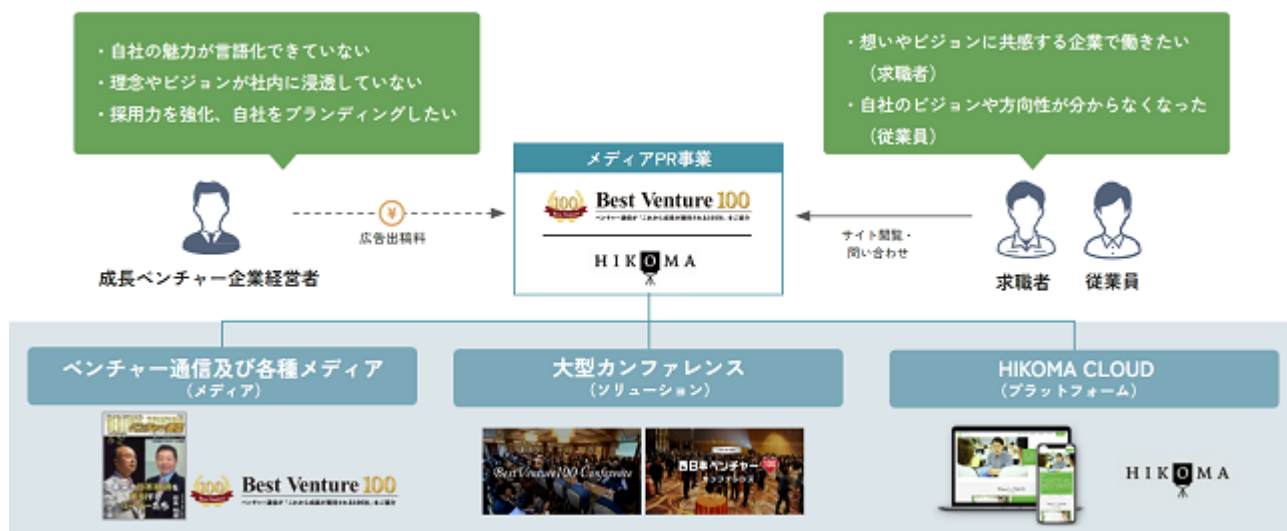 ・自社の魅力が言語化できていない
・理念やビジョンが社内に浸透していない
・採用力を強化、自社をブランディングしたい
・想いやビジョンに共感する企業で働きたい
（求職者）
・自社のビジョンや方向性が分からなくなった
（従業員）
メディアPR事業
100
Best Venture 100
HIKOMA
¥
広告出稿料
サイト閲覧・
問い合わせ
成長ベンチャー企業経営者
求職者
従業員
ベンチャー通信及び各種メディア
（メディア）
100
Best Venture 100
大型カンファレンス
（ソリューション）
Best Venture100 Conference
西日本ベンチャー100
カンファレンス
HIKOMA CLOUD
（プラットフォーム）
HIKOMA